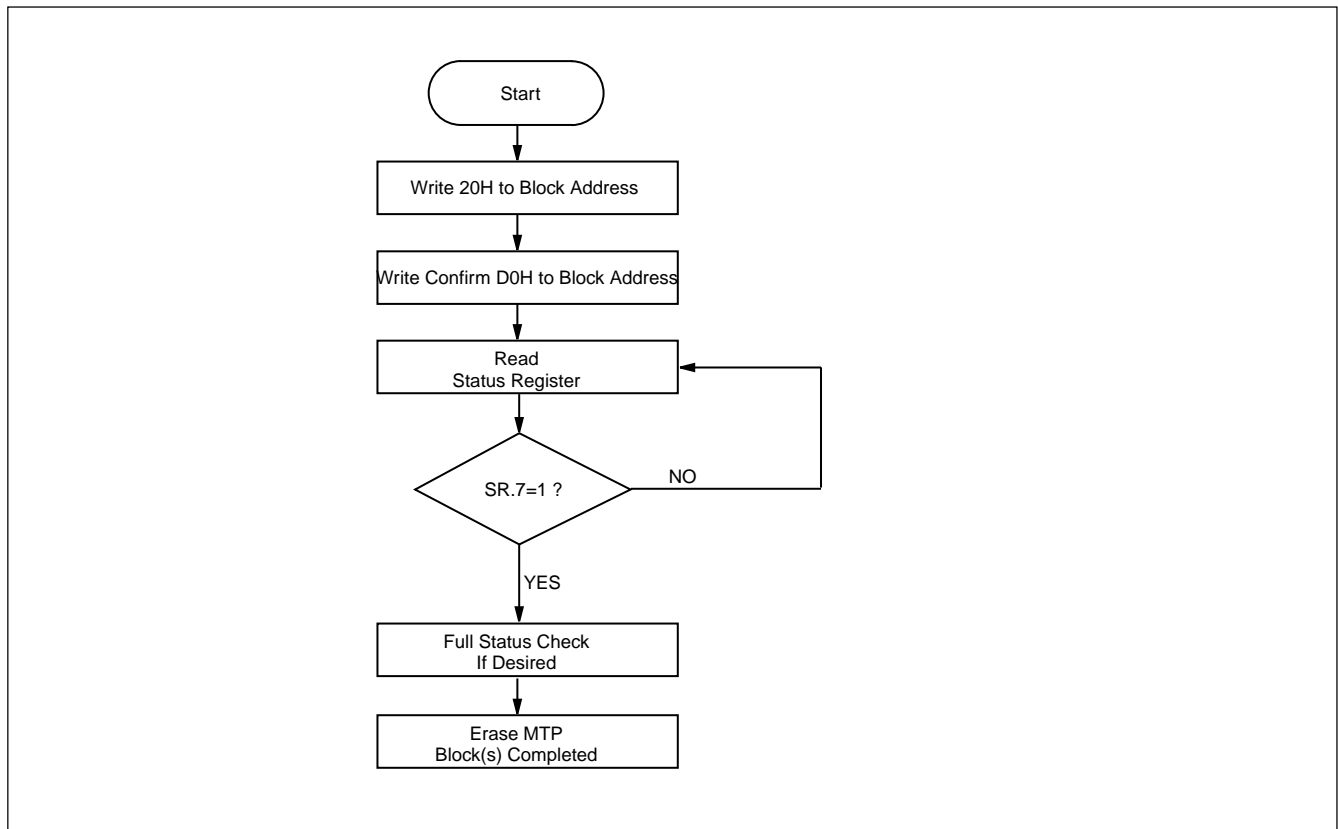 Start
Write 20H to Block Address
Write Confirm D0H to Block Address
Read
Status Register
SR.7=1 ?
NO
YES
Full Status Check
If Desired
Erase MTP
Block(s) Completed